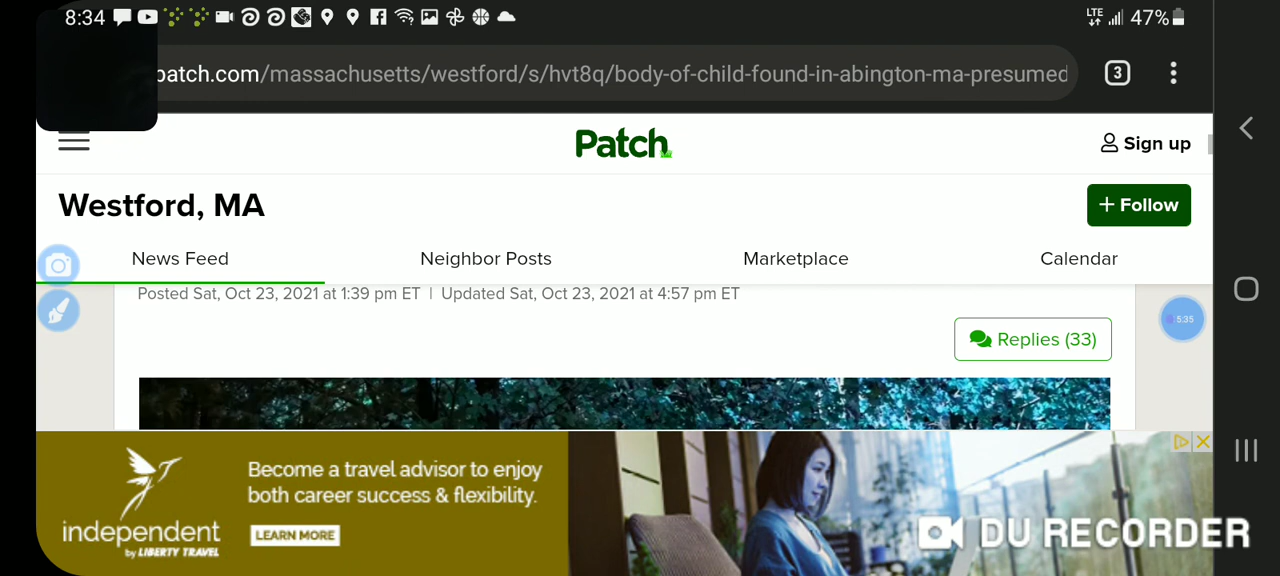 8:34
LTE 47%
patch.com/massachusetts/westford/s/hvt8q/body-of-child-found-in-abington-ma-presumed
3
Patch
Sign up
Westford, MA
+ Follow
News Feed Neighbor Posts Marketplace Calendar
Posted Sat, Oct 23, 2021 at 1:39 pm ET | Updated Sat, Oct 23, 2021 at 4:57 pm ET
5:35
Replies (33)
Become a travel advisor to enjoy
both career success & flexibility.
independent
by LIBERTY TRAVEL
LEARN MORE
DU RECORDER